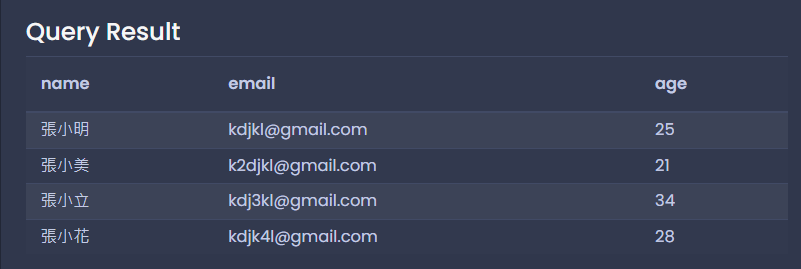 Query Result
name email age
張小明 kdjkl@gmail.com 25
張小美 k2djkl@gmail.com 21
張小立 kdj3kl@gmail.com 34
張小花 kdjk4l@gmail.com 28